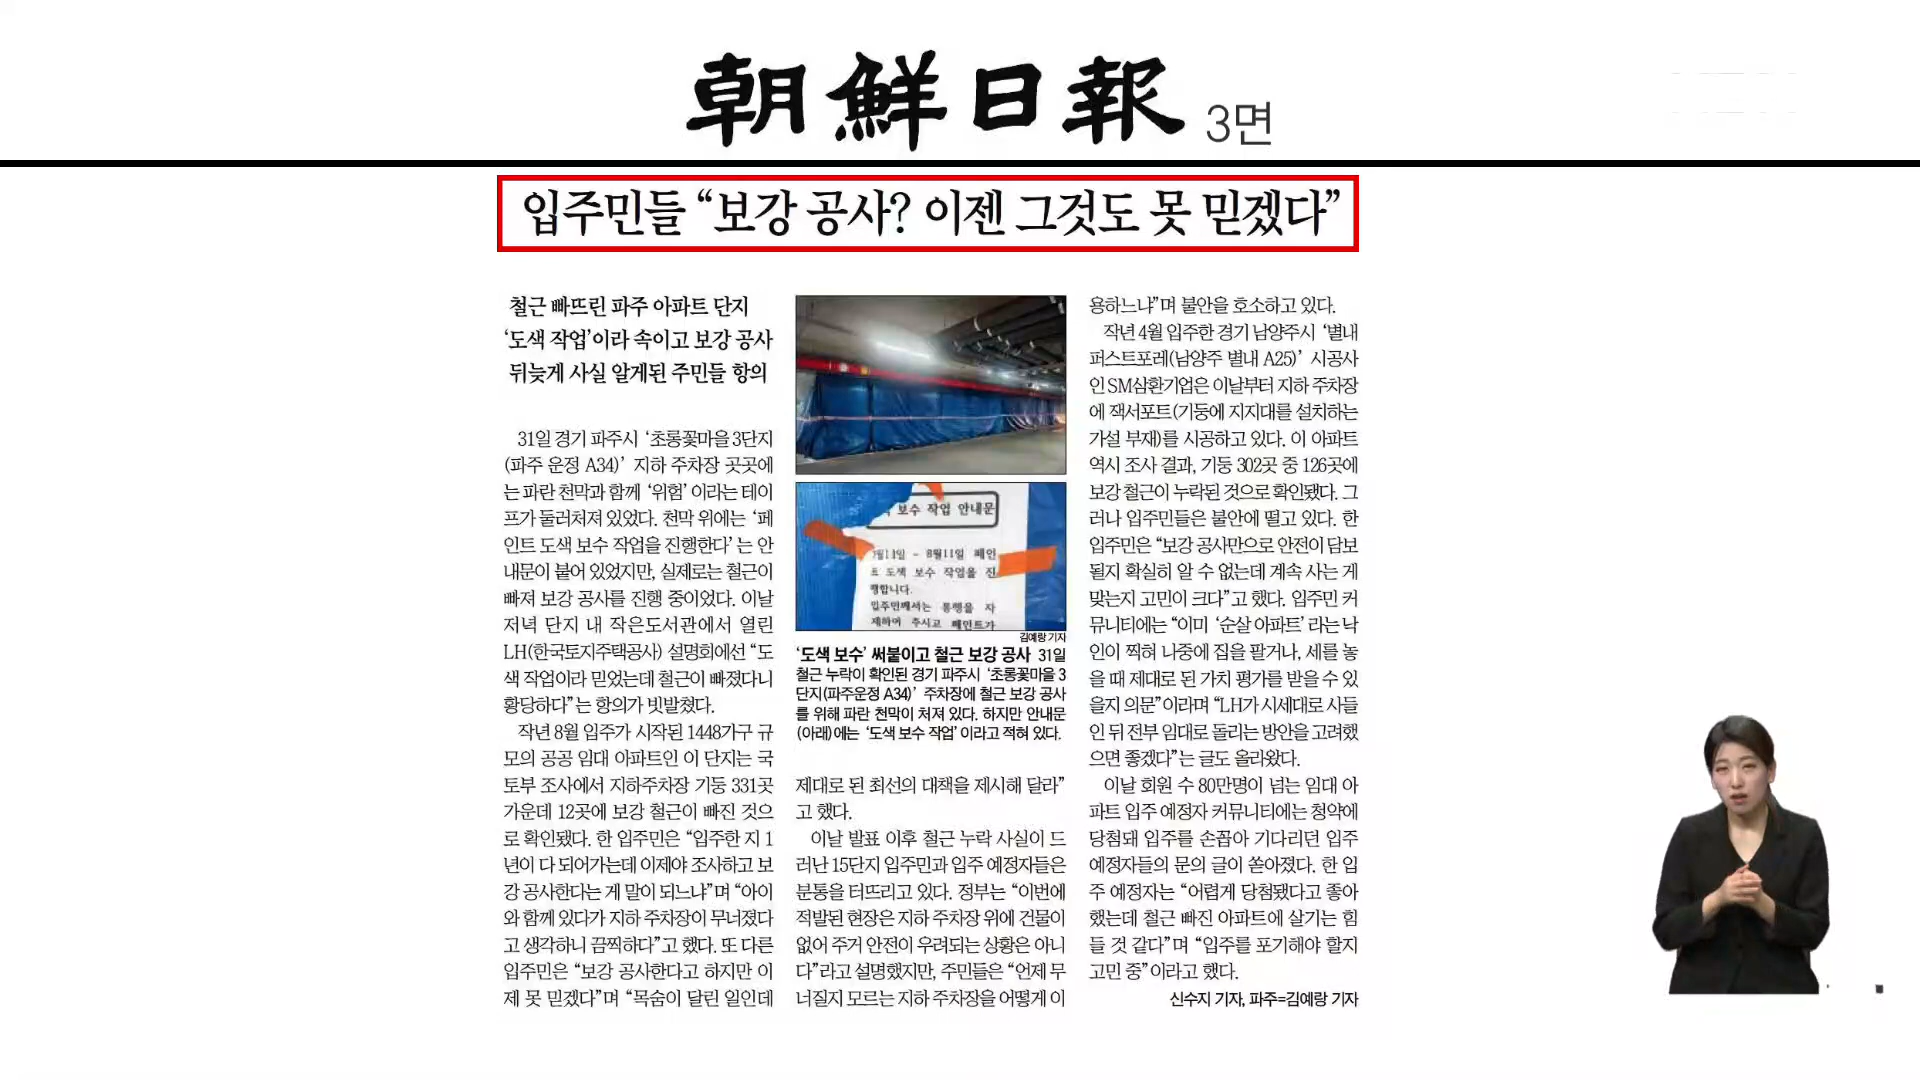 朝鮮日報 3면
입주민들 “보강 공사? 이젠 그것도 못 믿겠다”
철근 빠뜨린 파주 아파트 단지
‘도색 작업’이라 속이고 보강 공사
뒤늦게 사실 알게된 주민들 항의
31일 경기 파주시 ‘초롱꽃마을 3단지
(파주 운정 A34)’ 지하 주차장 곳곳에
는 파란 천막과 함께 ‘위험’이라는 테이
프가 둘러처져 있었다. 천막 위에는 ‘페
인트 도색 보수 작업을 진행한다’는 안
내문이 붙어 있었지만, 실제로는 철근이
빠져 보강 공사를 진행 중이었다. 이날
저녁 단지 내 작은도서관에서 열린
LH(한국토지주택공사) 설명회에선 “도
색 작업이라 믿었는데 철근이 빠졌다니
황당하다”는 항의가 빗발쳤다.
작년 8월 입주가 시작된 1448가구 규
모의 공공 임대 아파트인 이 단지는 국
토부 조사에서 지하주차장 기둥 331곳
가운데 12곳에 보강 철근이 빠진 것으
로 확인됐다. 한 입주민은 “입주한 지 1
년이 다 되어가는데 이제야 조사하고 보
강 공사한다는 게 말이 되느냐”며 “아이
와 함께 있다가 지하 주차장이 무너졌다
고 생각하니 끔찍하다”고 했다. 또 다른
입주민은 “보강 공사한다고 하지만 이
제 못 믿겠다”며 “목숨이 달린 일인데
보수 작업 안내문
7월11일 - 8월11일 페인
트 도색 보수 작업을 진
행합니다.
입주민께서는 통행을 자
제하여 주시고 페인트가
김예랑 기자
‘도색 보수’ 써붙이고 철근 보강 공사 31일
철근 누락이 확인된 경기 파주시 ‘초롱꽃마을 3
단지(파주운정 A34)’ 주차장에 철근 보강 공사
를 위해 파란 천막이 처져 있다. 하지만 안내문
(아래)에는 ‘도색 보수 작업’이라고 적혀 있다.
제대로 된 최선의 대책을 제시해 달라”
고 했다.
이날 발표 이후 철근 누락 사실이 드
러난 15단지 입주민과 입주 예정자들은
분통을 터뜨리고 있다. 정부는 “이번에
적발된 현장은 지하 주차장 위에 건물이
없어 주거 안전이 우려되는 상황은 아니
다”라고 설명했지만, 주민들은 “언제 무
너질지 모르는 지하 주차장을 어떻게 이
용하느냐”며 불안을 호소하고 있다.
작년 4월 입주한 경기 남양주시 ‘별내
퍼스트포레(남양주 별내 A25)’ 시공사
인 SM삼환기업은 이날부터 지하 주차장
에 잭서포트(기둥에 지지대를 설치하는
가설 부재)를 시공하고 있다. 이 아파트
역시 조사 결과, 기둥 302곳 중 126곳에
보강 철근이 누락된 것으로 확인됐다. 그
러나 입주민들은 불안에 떨고 있다. 한
입주민은 “보강 공사만으로 안전이 담보
될지 확실히 알 수 없는데 계속 사는 게
맞는지 고민이 크다”고 했다. 입주민 커
뮤니티에는 “이미 ‘순살 아파트’라는 낙
인이 찍혀 나중에 집을 팔거나, 세를 놓
을 때 제대로 된 가치 평가를 받을 수 있
을지 의문”이라며 “LH가 시세대로 사들
인 뒤 전부 임대로 돌리는 방안을 고려했
으면 좋겠다”는 글도 올라왔다.
이날 회원 수 80만명이 넘는 임대 아
파트 입주 예정자 커뮤니티에는 청약에
당첨돼 입주를 손꼽아 기다리던 입주
예정자들의 문의 글이 쏟아졌다. 한 입
주 예정자는 “어렵게 당첨됐다고 좋아
했는데 철근 빠진 아파트에 살기는 힘
들 것 같다”며 “입주를 포기해야 할지
고민 중”이라고 했다.
신수지 기자, 파주=김예랑 기자